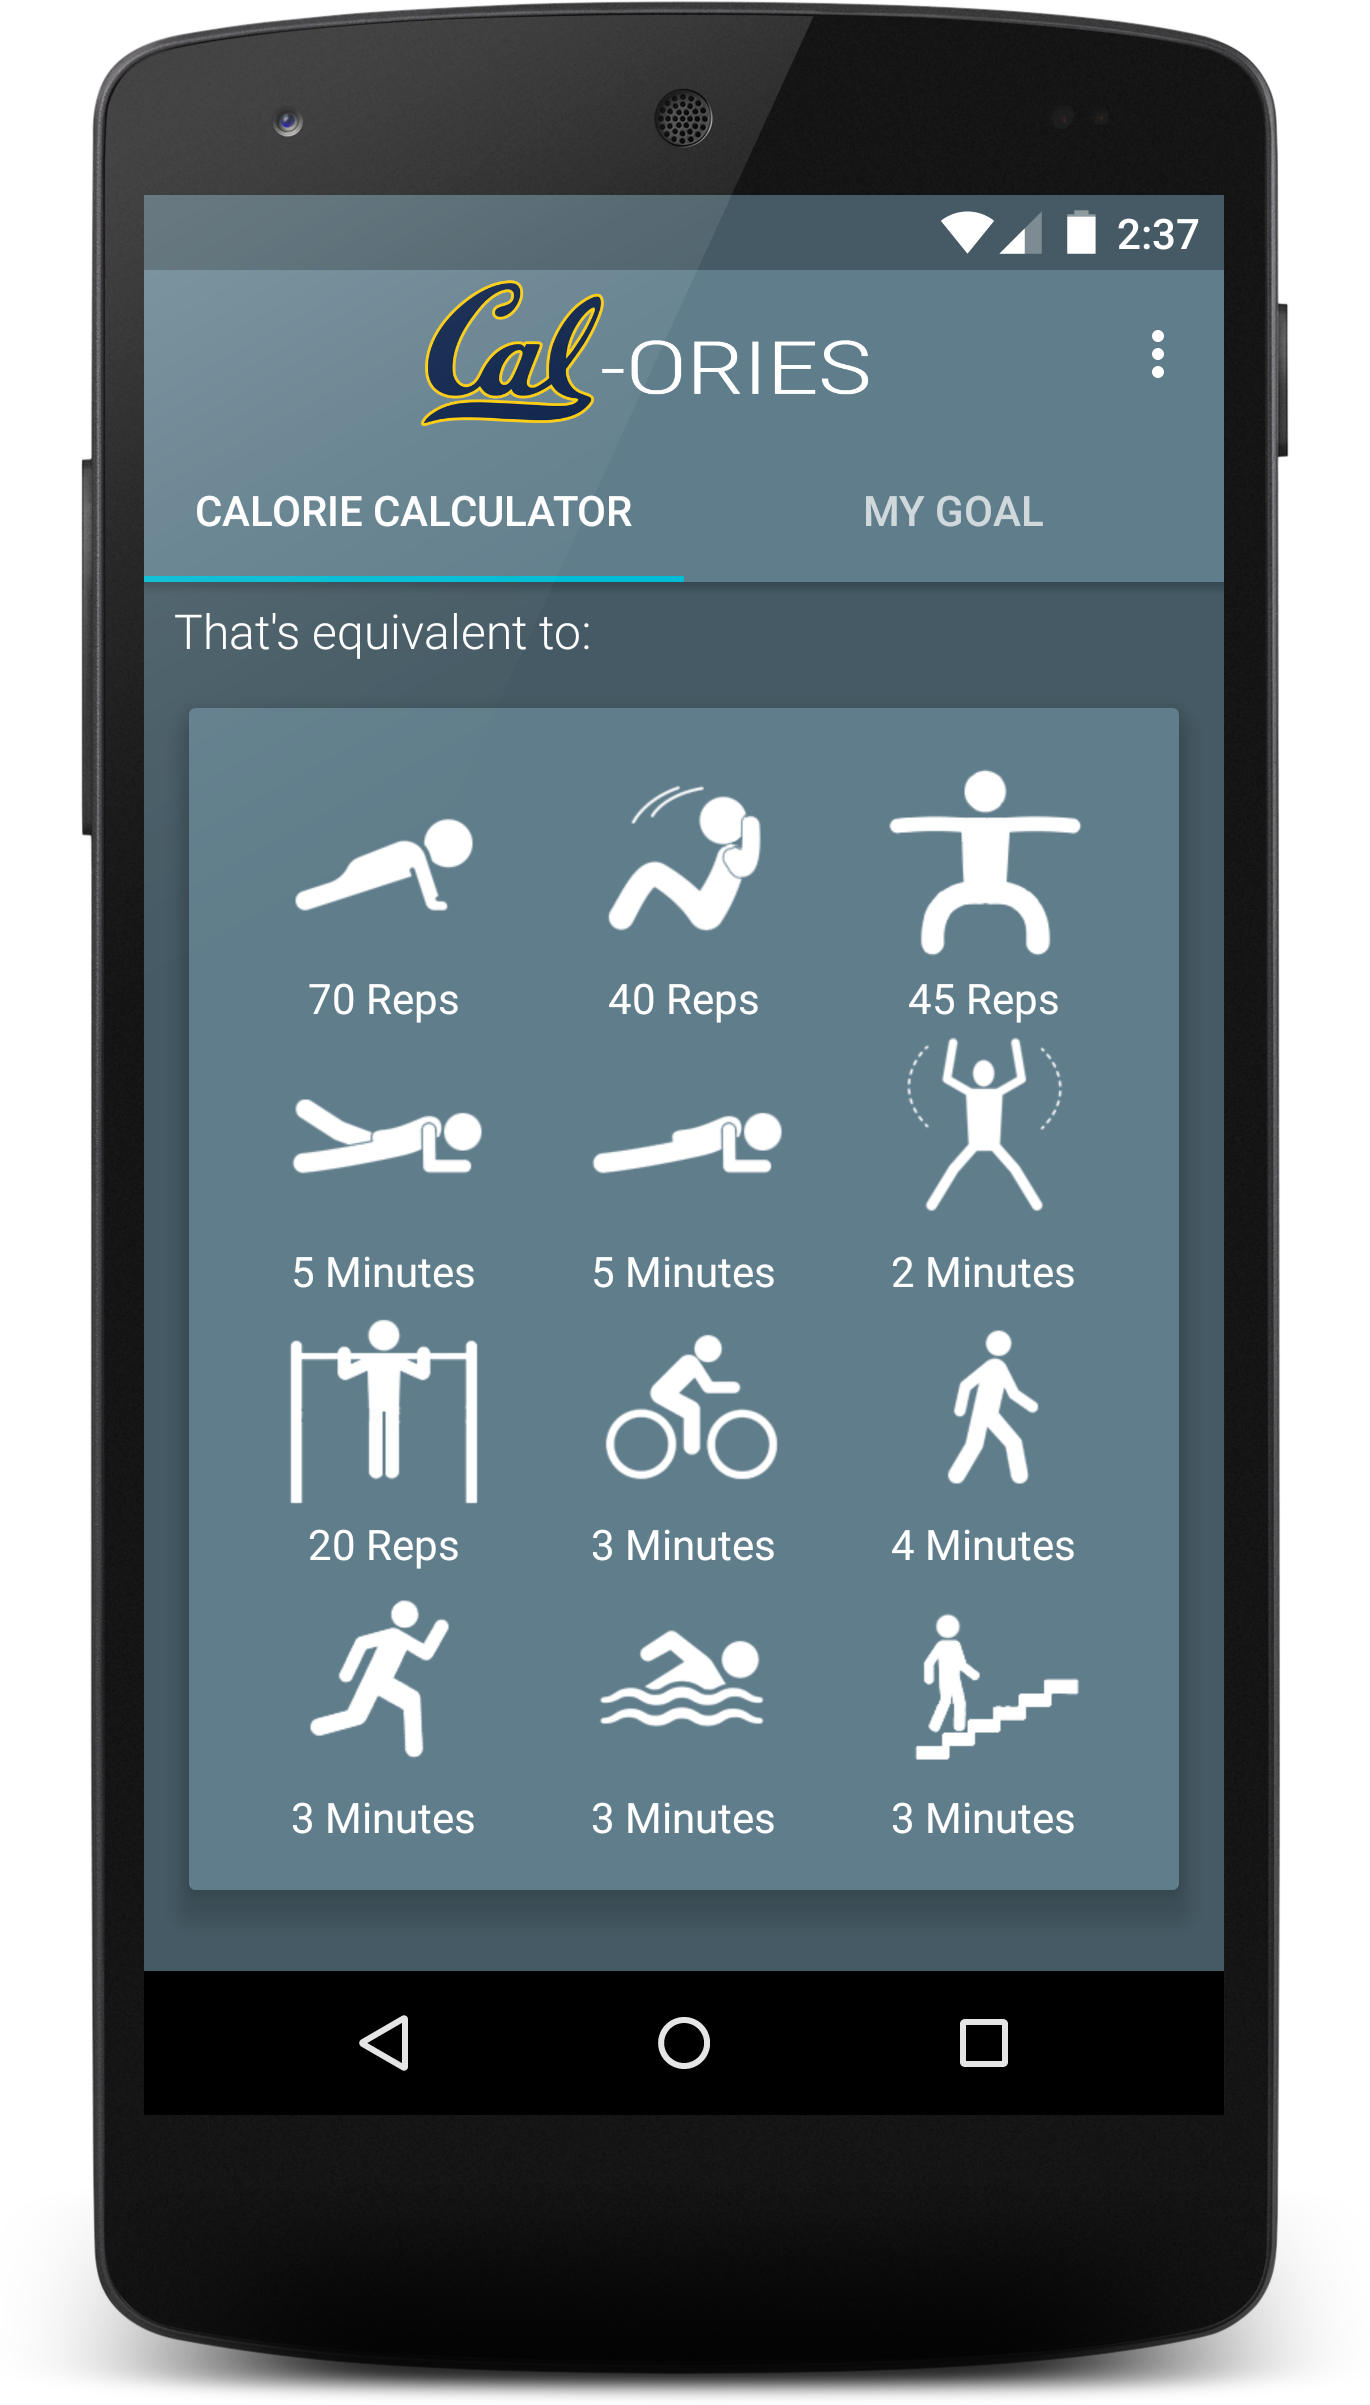 2:37
Cal-ORIES
CALORIE CALCULATOR MY GOAL
That's equivalent to:
70 Reps 40 Reps 45 Reps
5 Minutes 5 Minutes 2 Minutes
20 Reps 3 Minutes 4 Minutes
3 Minutes 3 Minutes 3 Minutes